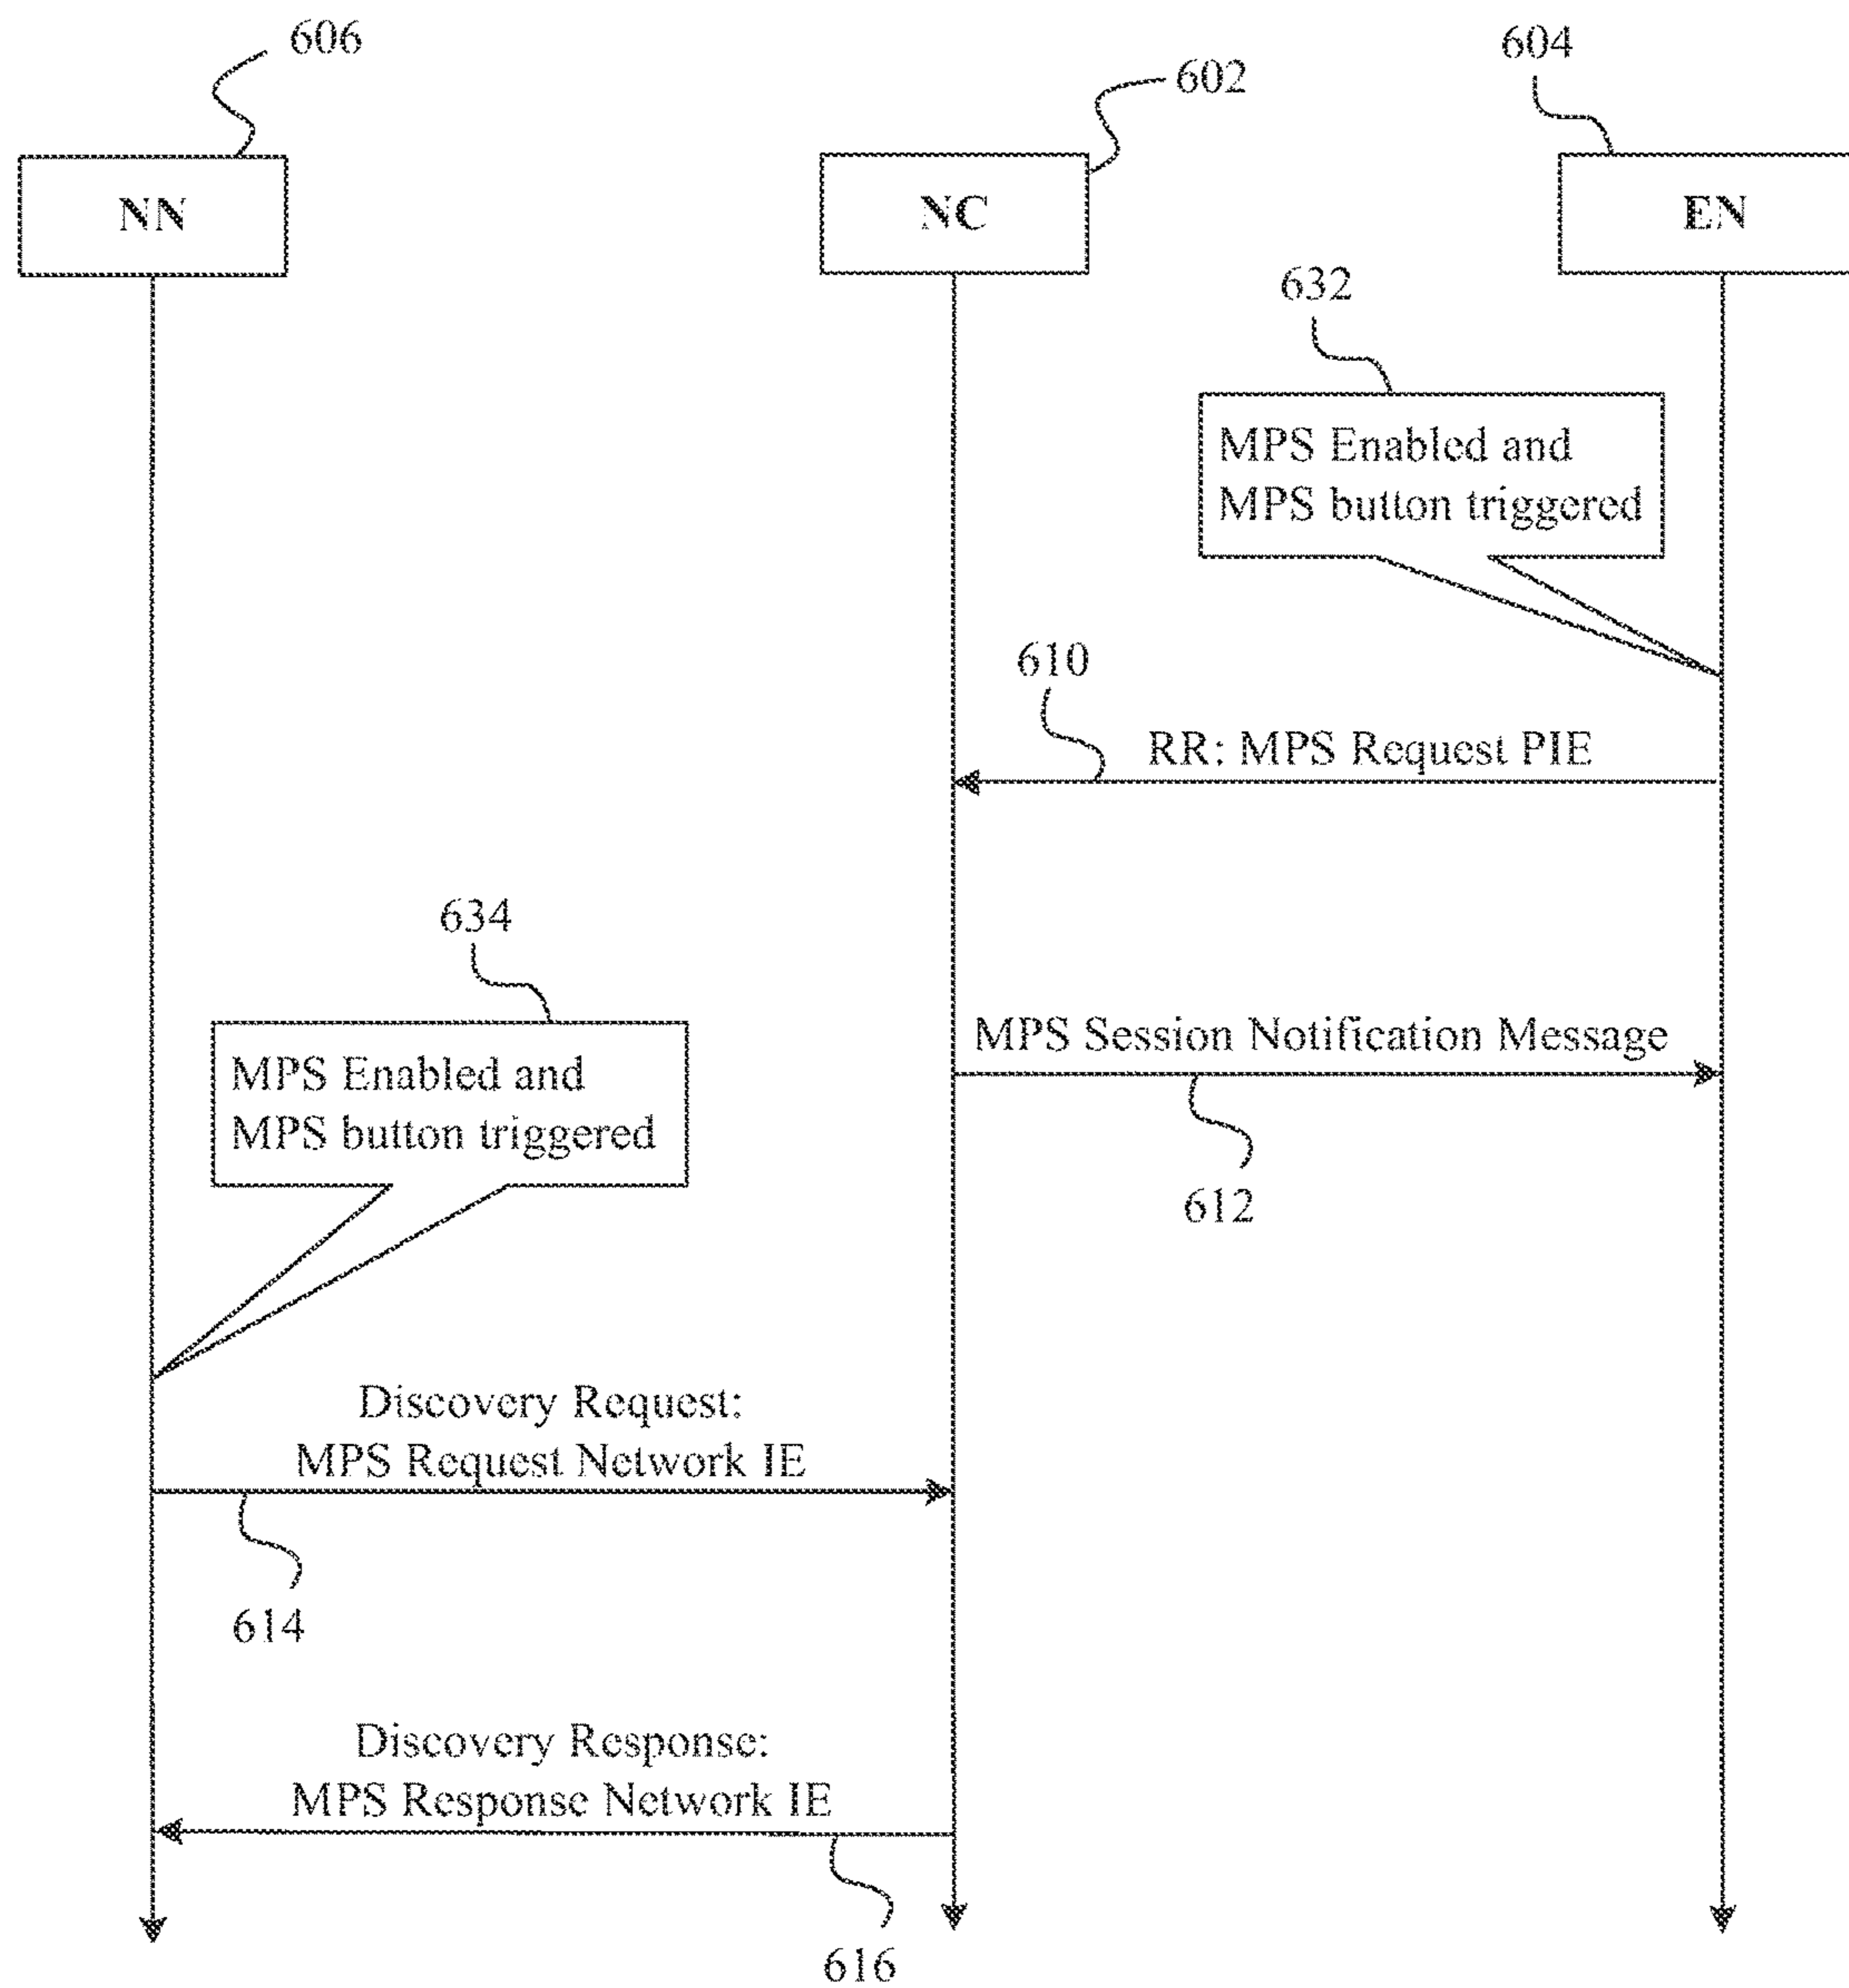 606
602
604
NN
NC
EN
632
MPS Enabled and
MPS button triggered
610
RR: MPS Request PIE
634
MPS Session Notification Message
MPS Enabled and
MPS button triggered
612
Discovery Request:
MPS Request Network IE
614
Discovery Response:
MPS Response Network IE
616